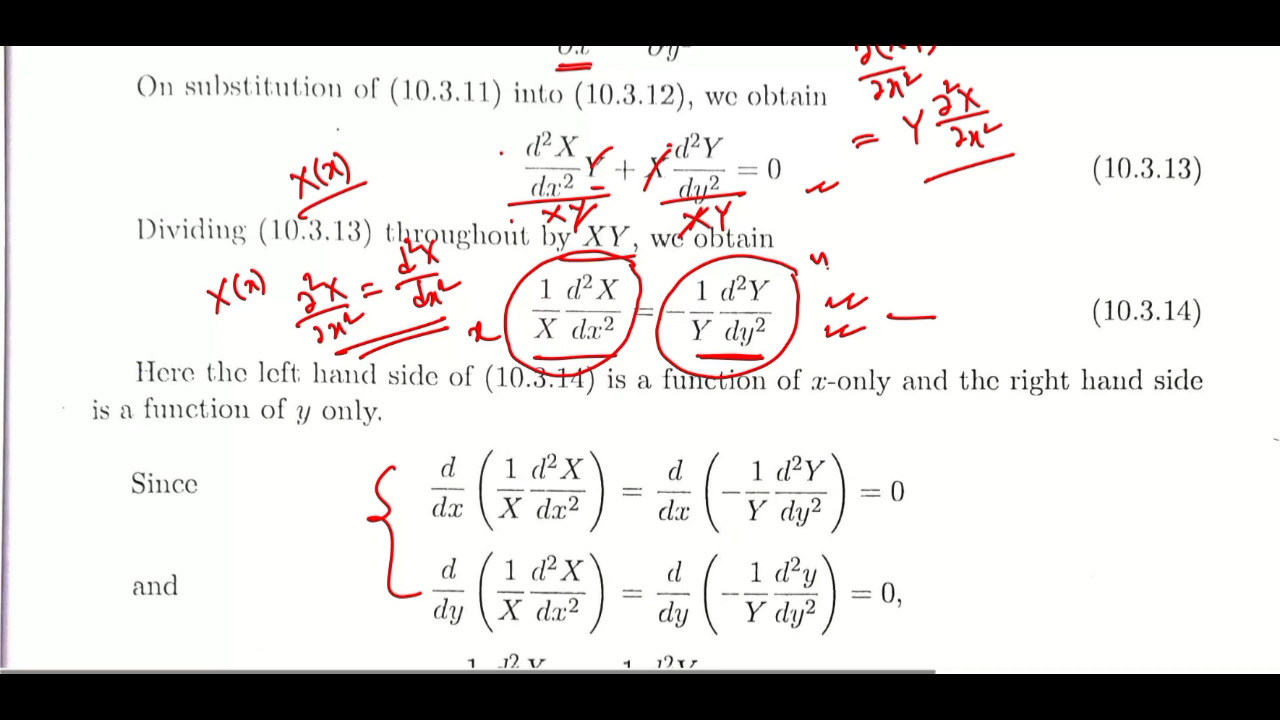 On substitution of (10.3.11) into (10.3.12), we obtain
= Y ∂²X/∂x²
X(x)
d²X/dx² Y + X d²Y/dy² = 0 (10.3.13)
XY XY
Dividing (10.3.13) throughout by XY, we obtain
X(x) ∂²X/∂x² = d²X/dx²
x 1/X d²X/dx² = −1/Y d²Y/dy² (10.3.14)
Here the left hand side of (10.3.14) is a function of x-only and the right hand side
is a function of y only.
Since d/dx (1/X d²X/dx²) = d/dx (−1/Y d²Y/dy²) = 0
and d/dy (1/X d²X/dx²) = d/dy (−1/Y d²y/dy²) = 0,